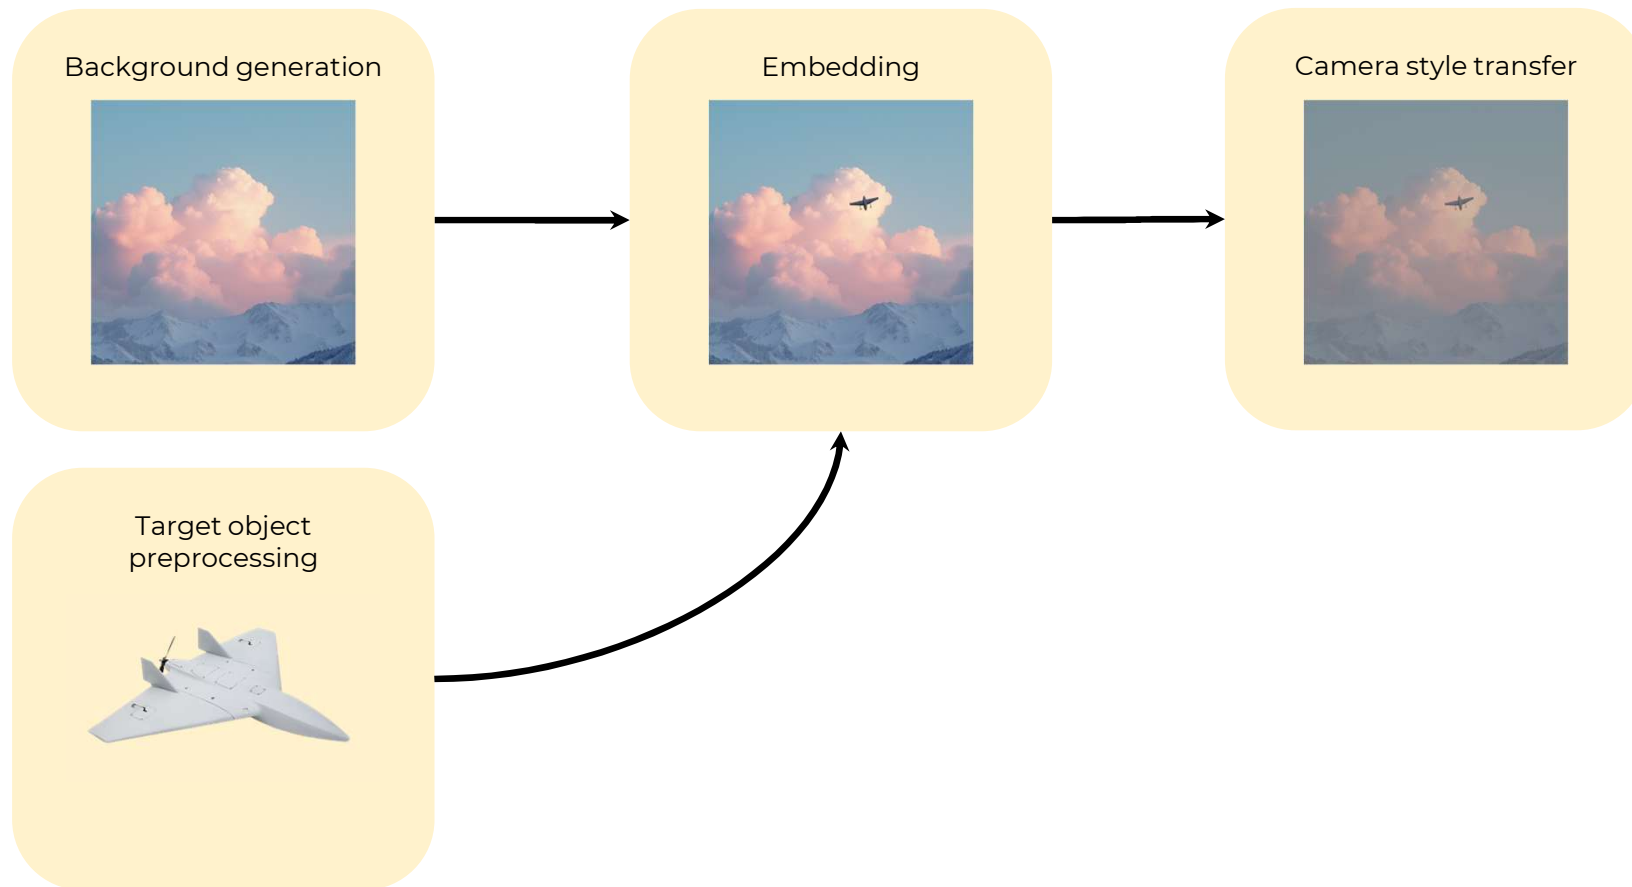 Background generation
Embedding
Camera style transfer
Target object
preprocessing